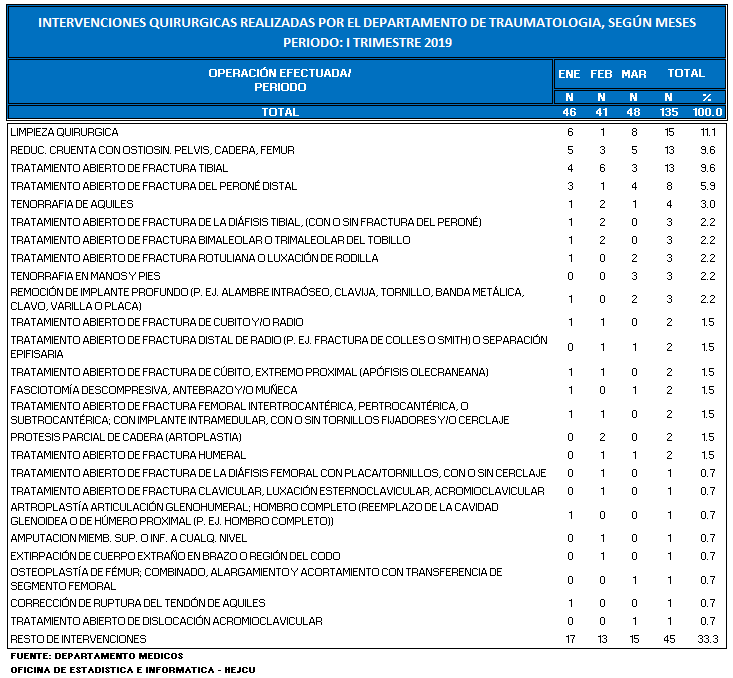 INTERVENCIONES QUIRURGICAS REALIZADAS POR EL DEPARTAMENTO DE TRAUMATOLOGIA, SEGÚN MESES
PERIODO: I TRIMESTRE 2019
OPERACIÓN EFECTUADA/ PERIODO ENE FEB MAR TOTAL
N N N N %
TOTAL 46 41 48 135 100.0
LIMPIEZA QUIRURGICA 6 1 8 15 11.1
REDUC. CRUENTA CON OSTIOSIN. PELVIS, CADERA, FEMUR 5 3 5 13 9.6
TRATAMIENTO ABIERTO DE FRACTURA TIBIAL 4 6 3 13 9.6
TRATAMIENTO ABIERTO DE FRACTURA DEL PERONÉ DISTAL 3 1 4 8 5.9
TENORRAFIA DE AQUILES 1 2 1 4 3.0
TRATAMIENTO ABIERTO DE FRACTURA DE LA DIÁFISIS TIBIAL, (CON O SIN FRACTURA DEL PERONÉ) 1 2 0 3 2.2
TRATAMIENTO ABIERTO DE FRACTURA BIMALEOLAR O TRIMALEOLAR DEL TOBILLO 1 2 0 3 2.2
TRATAMIENTO ABIERTO DE FRACTURA ROTULIANA O LUXACIÓN DE RODILLA 1 0 2 3 2.2
TENORRAFIA EN MANOS Y PIES 0 0 3 3 2.2
REMOCIÓN DE IMPLANTE PROFUNDO (P. EJ. ALAMBRE INTRAÓSEO, CLAVIJA, TORNILLO, BANDA METÁLICA,
CLAVO, VARILLA O PLACA) 1 0 2 3 2.2
TRATAMIENTO ABIERTO DE FRACTURA DE CUBITO Y/O RADIO 1 1 0 2 1.5
TRATAMIENTO ABIERTO DE FRACTURA DISTAL DE RADIO (P. EJ. FRACTURA DE COLLES O SMITH) O SEPARACIÓN
EPIFISARIA 0 1 1 2 1.5
TRATAMIENTO ABIERTO DE FRACTURA DE CÚBITO, EXTREMO PROXIMAL (APÓFISIS OLECRANEANA) 1 1 0 2 1.5
FASCIOTOMÍA DESCOMPRESIVA, ANTEBRAZO Y/O MUÑECA 1 0 1 2 1.5
TRATAMIENTO ABIERTO DE FRACTURA FEMORAL INTERTROCANTÉRICA, PERTROCANTÉRICA, O
SUBTROCANTÉRICA; CON IMPLANTE INTRAMEDULAR, CON O SIN TORNILLOS FIJADORES Y/O CERCLAJE 1 1 0 2 1.5
PROTESIS PARCIAL DE CADERA (ARTOPLASTIA) 0 2 0 2 1.5
TRATAMIENTO ABIERTO DE FRACTURA HUMERAL 0 1 1 2 1.5
TRATAMIENTO ABIERTO DE FRACTURA DE LA DIÁFISIS FEMORAL CON PLACA/TORNILLOS, CON O SIN CERCLAJE 0 1 0 1 0.7
TRATAMIENTO ABIERTO DE FRACTURA CLAVICULAR, LUXACIÓN ESTERNOCLAVICULAR, ACROMIOCLAVICULAR 0 1 0 1 0.7
ARTROPLASTÍA ARTICULACIÓN GLENOHUMERAL; HOMBRO COMPLETO (REEMPLAZO DE LA CAVIDAD
GLENOIDEA O DE HÚMERO PROXIMAL (P. EJ. HOMBRO COMPLETO)) 1 0 0 1 0.7
AMPUTACION MIEMB. SUP. O INF. A CUALQ. NIVEL 0 1 0 1 0.7
EXTIRPACIÓN DE CUERPO EXTRAÑO EN BRAZO O REGIÓN DEL CODO 0 1 0 1 0.7
OSTEOPLASTÍA DE FÉMUR; COMBINADO, ALARGAMIENTO Y ACORTAMIENTO CON TRANSFERENCIA DE
SEGMENTO FEMORAL 0 0 1 1 0.7
CORRECCIÓN DE RUPTURA DEL TENDÓN DE AQUILES 1 0 0 1 0.7
TRATAMIENTO ABIERTO DE DISLOCACIÓN ACROMIOCLAVICULAR 0 0 1 1 0.7
RESTO DE INTERVENCIONES 17 13 15 45 33.3
FUENTE: DEPARTAMENTO MEDICOS
OFICINA DE ESTADISTICA E INFORMATICA - HEJCU